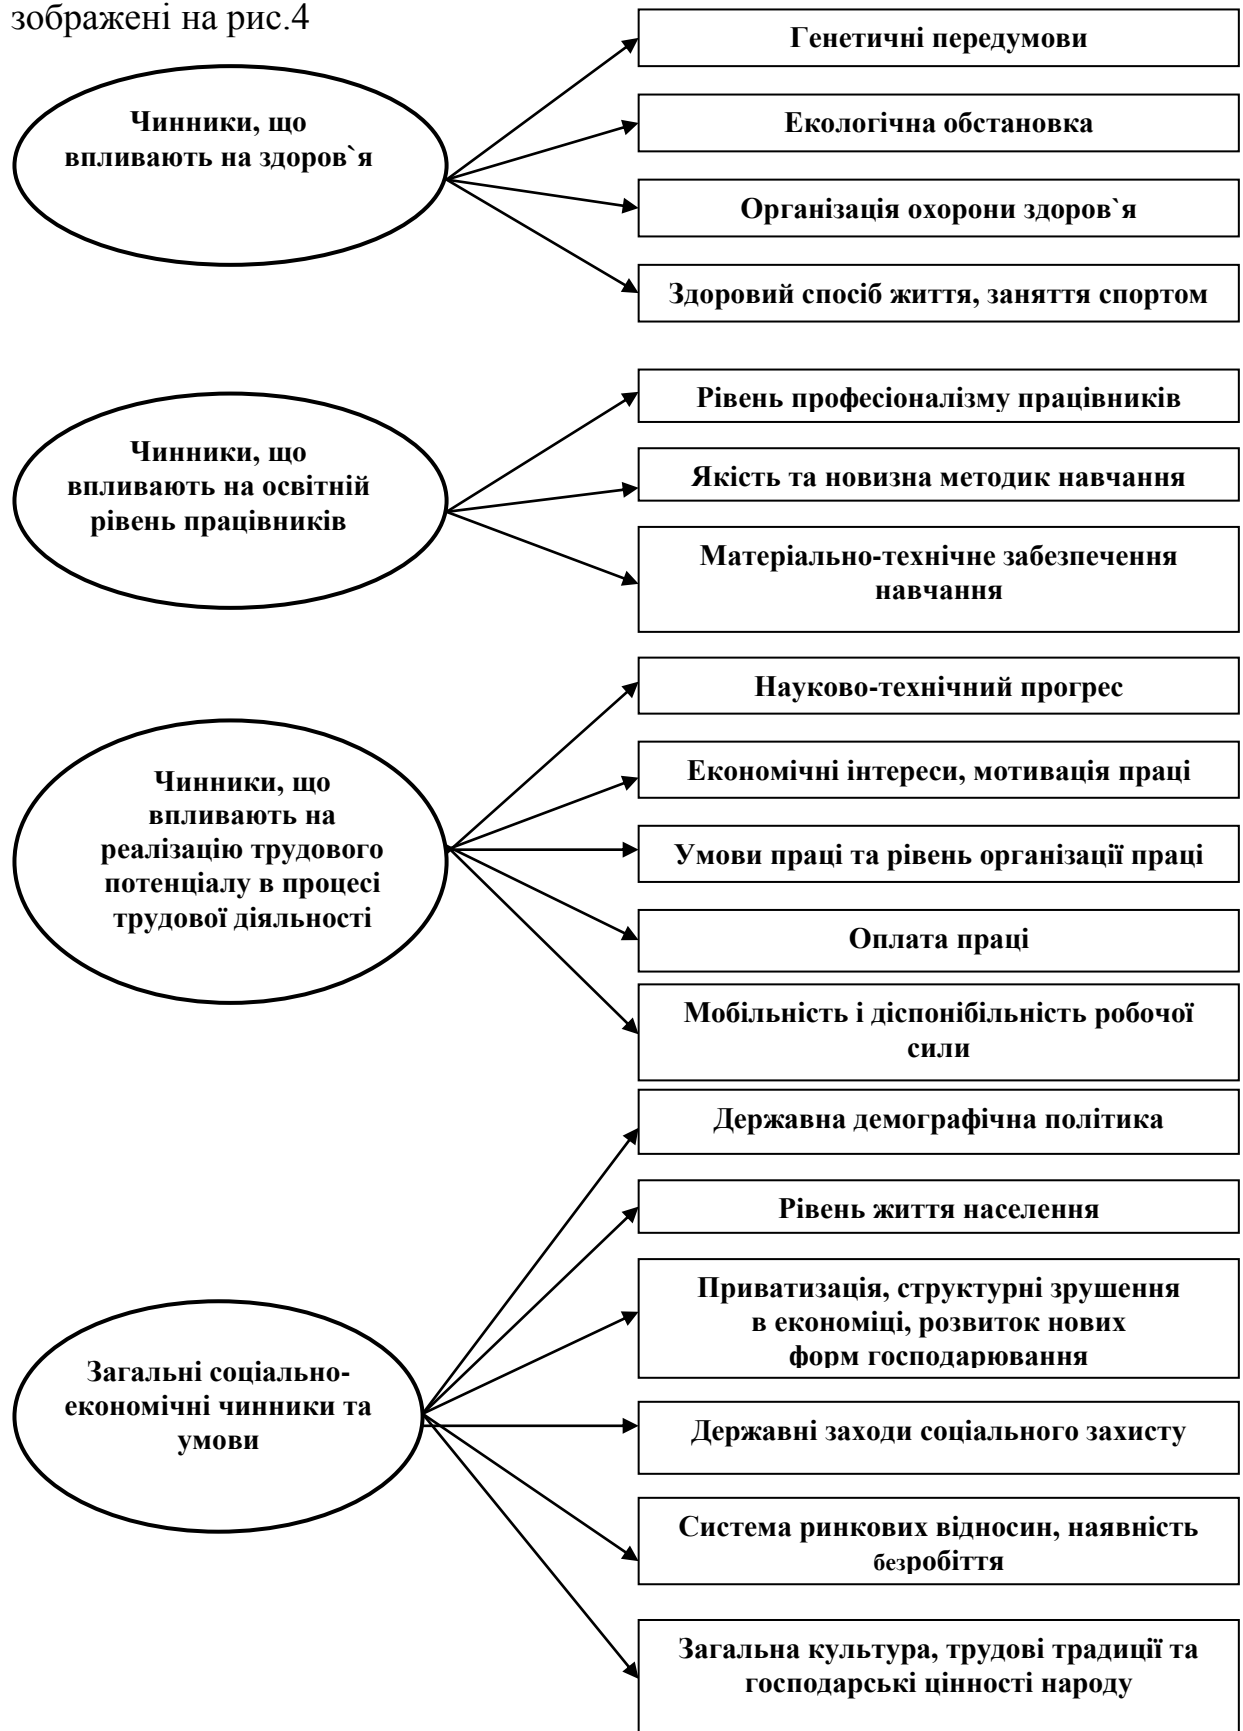 зображені на рис.4
Чинники, що
впливають на здоров`я
Генетичні передумови
Екологічна обстановка
Організація охорони здоров`я
Здоровий спосіб життя, заняття спортом
Чинники, що
впливають на освітній
рівень працівників
Рівень професіоналізму працівників
Якість та новизна методик навчання
Матеріально-технічне забезпечення
навчання
Чинники, що
впливають на
реалізацію трудового
потенціалу в процесі
трудової діяльності
Науково-технічний прогрес
Економічні інтереси, мотивація праці
Умови праці та рівень організації праці
Оплата праці
Мобільність і діспонібільність робочої
сили
Загальні соціально-
економічні чинники та
умови
Державна демографічна політика
Рівень життя населення
Приватизація, структурні зрушення
в економіці, розвиток нових
форм господарювання
Державні заходи соціального захисту
Система ринкових відносин, наявність
безробіття
Загальна культура, трудові традиції та
господарські цінності народу